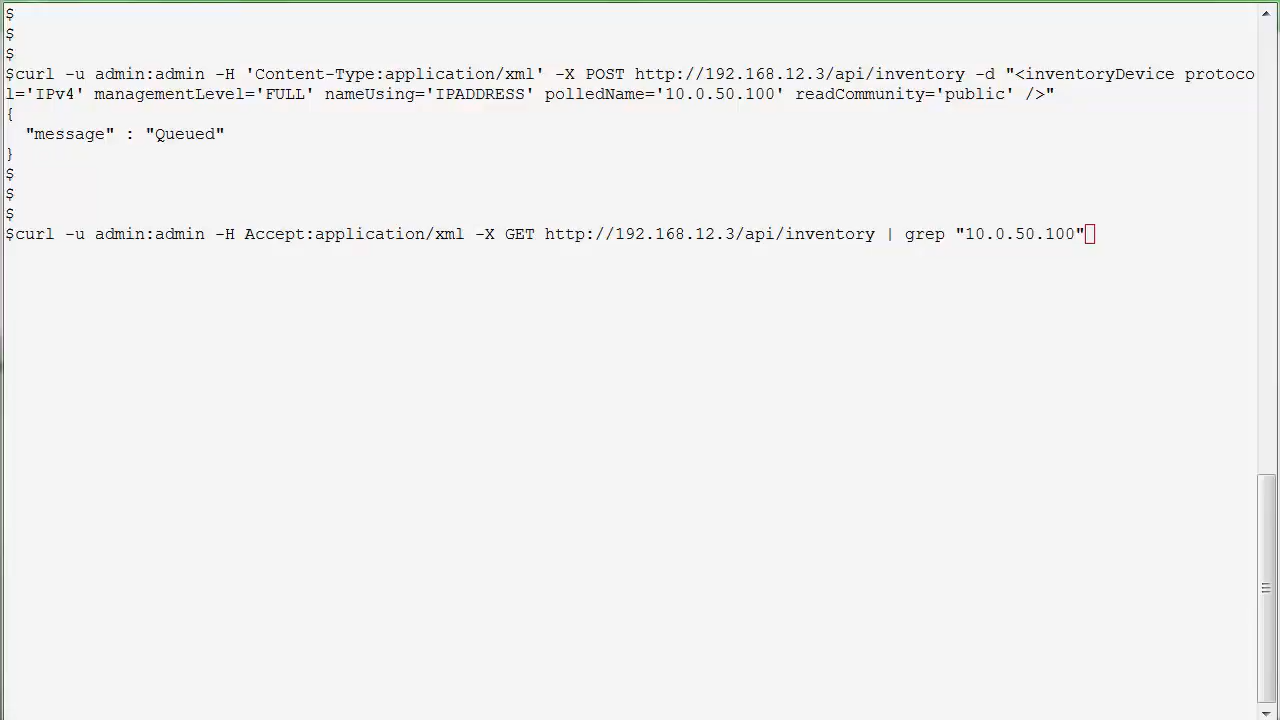 $
$
$
$curl -u admin:admin -H 'Content-Type:application/xml' -X POST http://192.168.12.3/api/inventory -d "<inventoryDevice protoco
l='IPv4' managementLevel='FULL' nameUsing='IPADDRESS' polledName='10.0.50.100' readCommunity='public' />"
{
  "message" : "Queued"
}
$
$
$
$curl -u admin:admin -H Accept:application/xml -X GET http://192.168.12.3/api/inventory | grep "10.0.50.100"